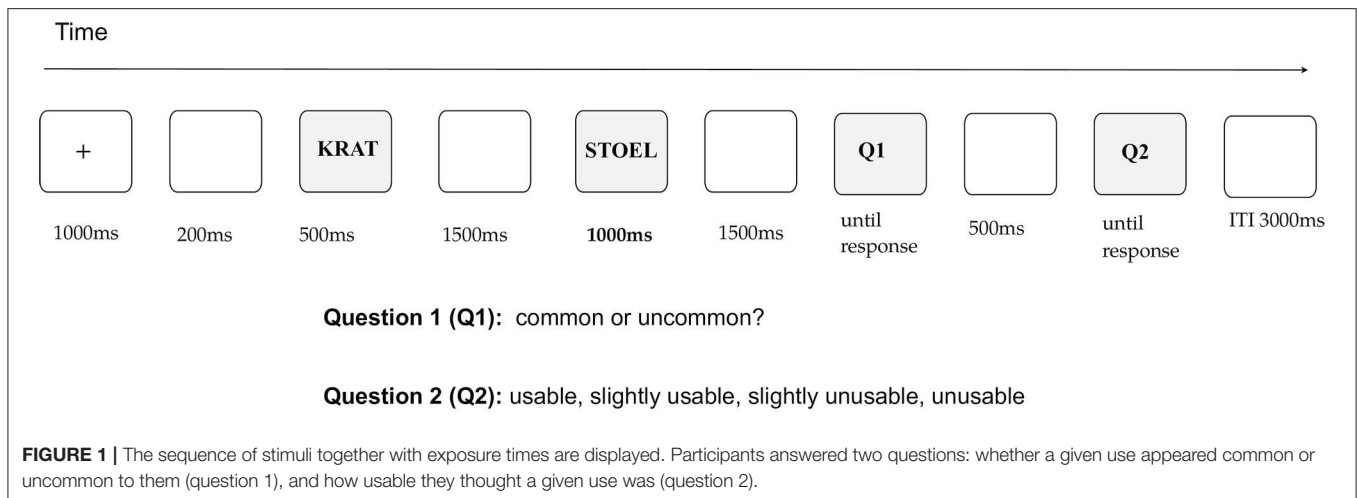 Time
+ KRAT STOEL Q1 Q2
1000ms 200ms 500ms 1500ms 1000ms 1500ms until response 500ms until response ITI 3000ms
Question 1 (Q1): common or uncommon?
Question 2 (Q2): usable, slightly usable, slightly unusable, unusable
FIGURE 1 | The sequence of stimuli together with exposure times are displayed. Participants answered two questions: whether a given use appeared common or
uncommon to them (question 1), and how usable they thought a given use was (question 2).